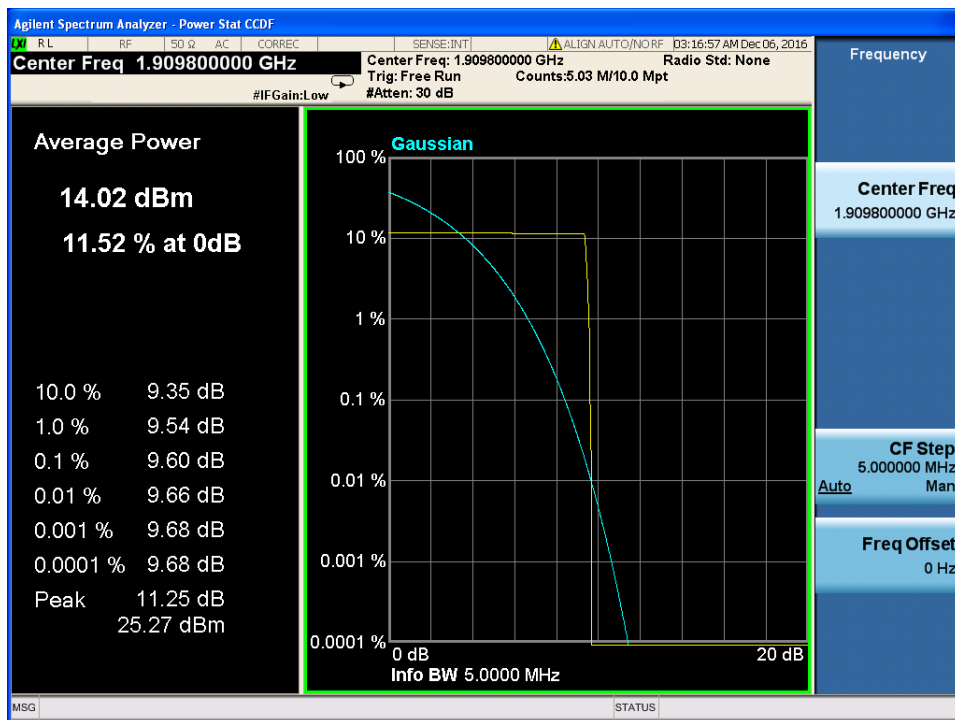 Agilent Spectrum Analyzer - Power Stat CCDF
LXI RL RF 50 Ω AC CORREC SENSE:INT ALIGN AUTO/NO RF 03:16:57 AM Dec 06, 2016
Center Freq 1.909800000 GHz
Center Freq: 1.909800000 GHz Radio Std: None
Trig: Free Run Counts:5.03 M/10.0 Mpt
#IFGain:Low #Atten: 30 dB
Frequency
Average Power
14.02 dBm
11.52 % at 0dB
10.0 % 9.35 dB
1.0 % 9.54 dB
0.1 % 9.60 dB
0.01 % 9.66 dB
0.001 % 9.68 dB
0.0001 % 9.68 dB
Peak 11.25 dB
25.27 dBm
Gaussian
100 %
10 %
1 %
0.1 %
0.01 %
0.001 %
0.0001 %
0 dB 20 dB
Info BW 5.0000 MHz
Center Freq
1.909800000 GHz
CF Step
5.000000 MHz
Auto Man
Freq Offset
0 Hz
MSG STATUS